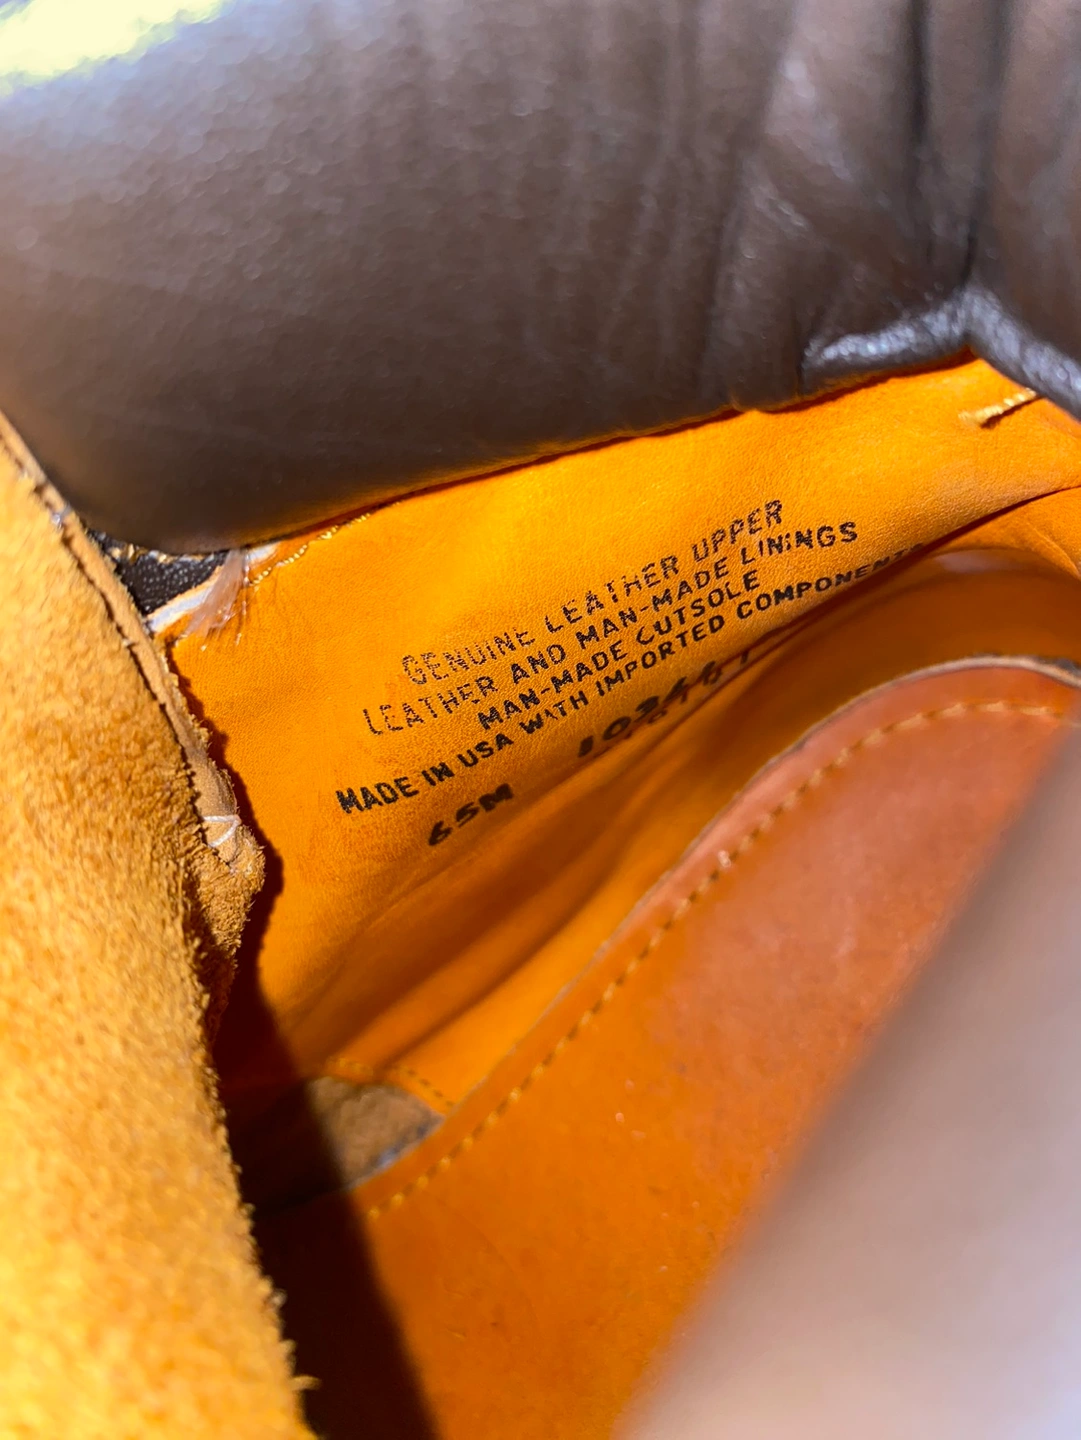 GENUINE LEATHER UPPER
LEATHER AND MAN-MADE LININGS
MAN-MADE CUTSOLE
MADE IN USA WITH IMPORTED COMPONENTS
65M